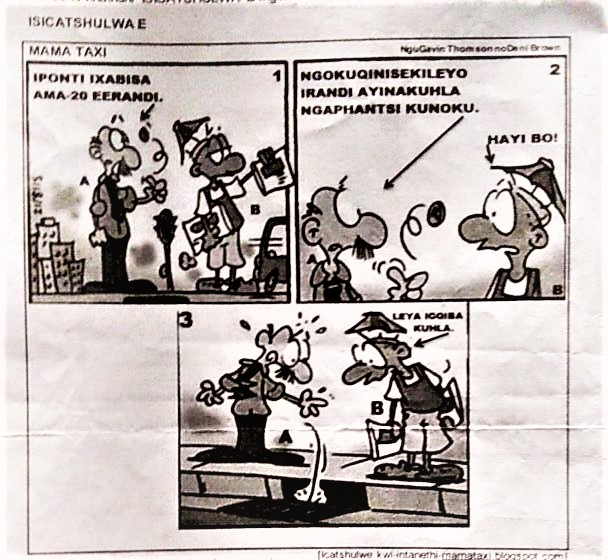 ISICATSHULWA E
MAMA TAXI
NguGavin Thomson noDeni Brown
1
IPONTI IXABISA
AMA-20 EERANDI.
A
B
2
NGOKUQINISEKILEYO
IRANDI AYINAKUHLA
NGAPHANTSI KUNOKU.
HAYI BO!
A
B
3
LEYA IGQIBA
KUHLA.
A
B
[Icatshulwe kwi-intanethi-mamataxi.blogspot.com]